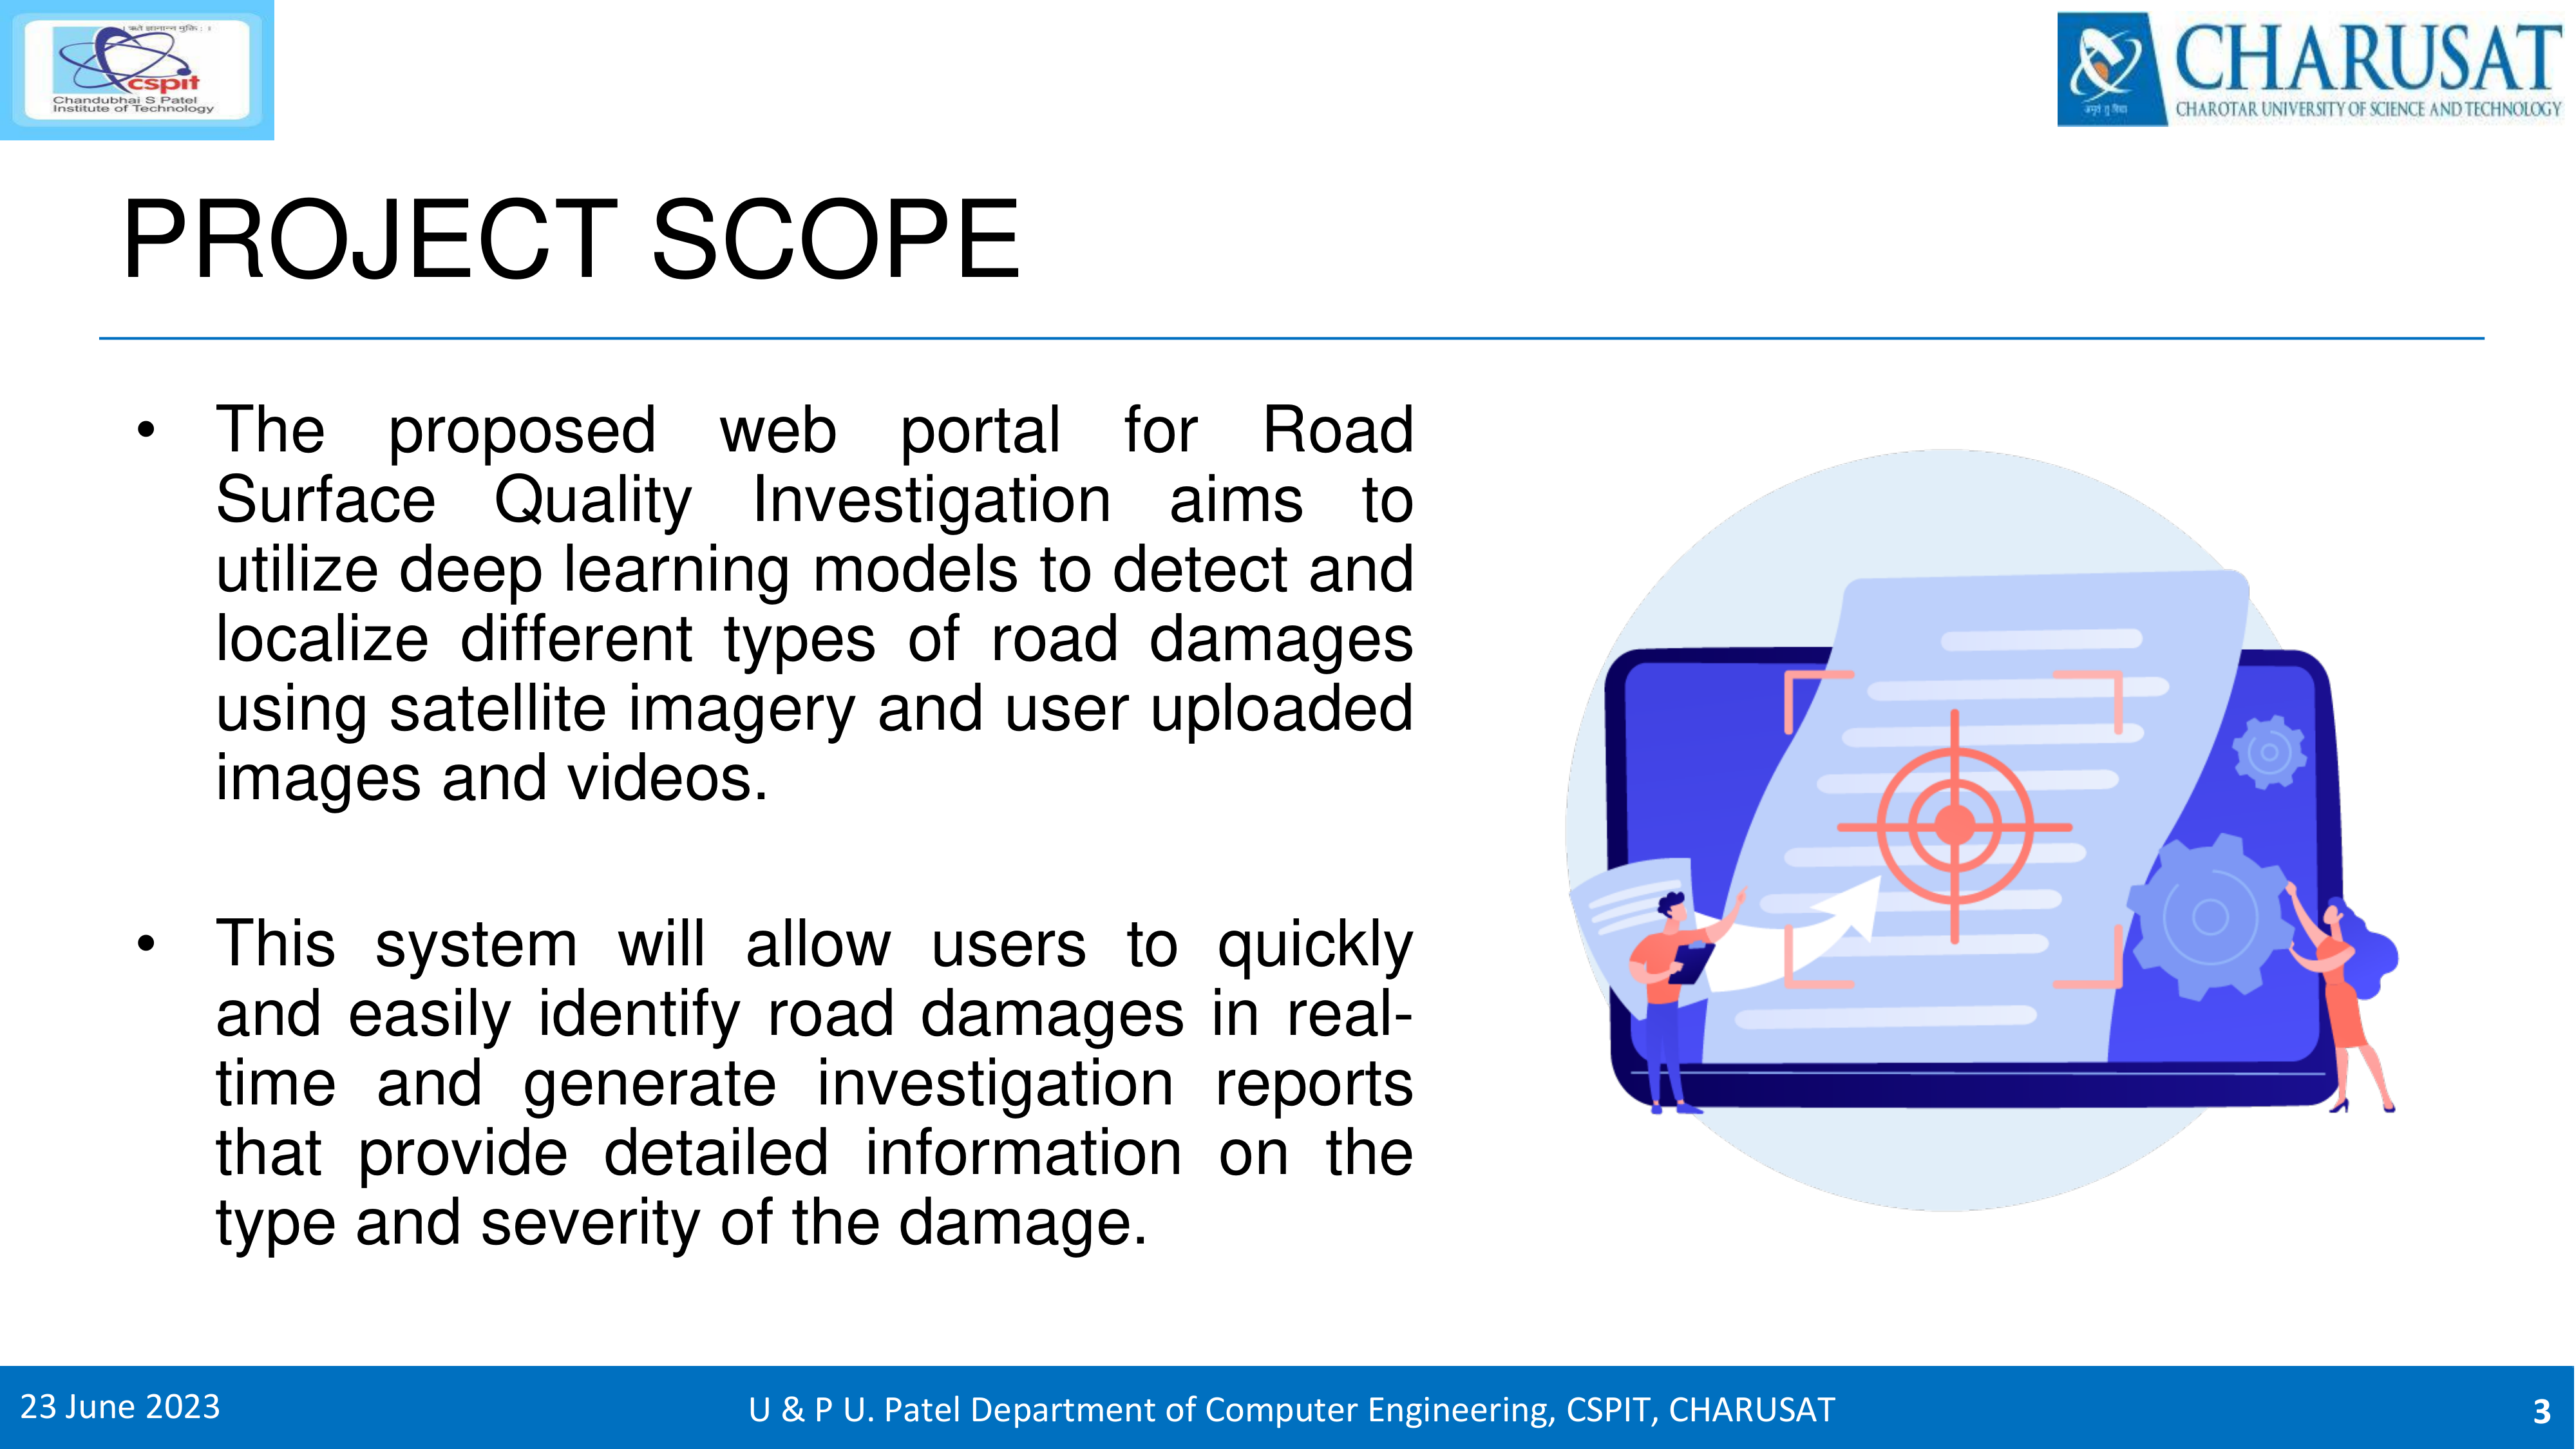 । ऋते ज्ञानान्न मुक्ति: ।
cspit
Chandubhai S Patel
Institute of Technology
CHARUSAT
CHAROTAR UNIVERSITY OF SCIENCE AND TECHNOLOGY
PROJECT SCOPE
• The proposed web portal for Road
Surface Quality Investigation aims to
utilize deep learning models to detect and
localize different types of road damages
using satellite imagery and user uploaded
images and videos.
• This system will allow users to quickly
and easily identify road damages in real-
time and generate investigation reports
that provide detailed information on the
type and severity of the damage.
23 June 2023
U & P U. Patel Department of Computer Engineering, CSPIT, CHARUSAT
3